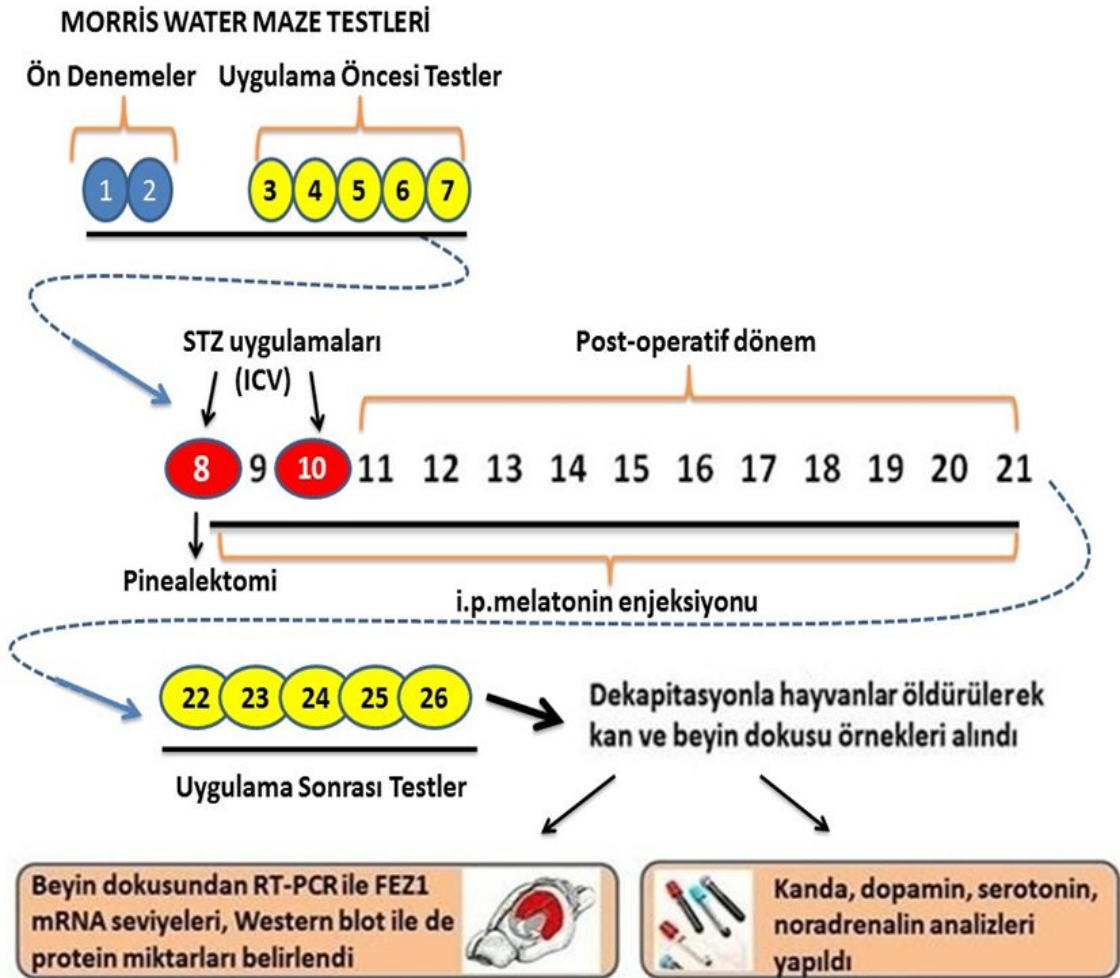 MORRİS WATER MAZE TESTLERİ
Ön Denemeler Uygulama Öncesi Testler
1 2 3 4 5 6 7
STZ uygulamaları
(ICV)
Post-operatif dönem
8 9 10 11 12 13 14 15 16 17 18 19 20 21
Pinealektomi
i.p.melatonin enjeksiyonu
22 23 24 25 26
Uygulama Sonrası Testler
Dekapitasyonla hayvanlar öldürülerek
kan ve beyin dokusu örnekleri alındı
Beyin dokusundan RT-PCR ile FEZ1
mRNA seviyeleri, Western blot ile de
protein miktarları belirlendi
Kanda, dopamin, serotonin,
noradrenalin analizleri
yapıldı